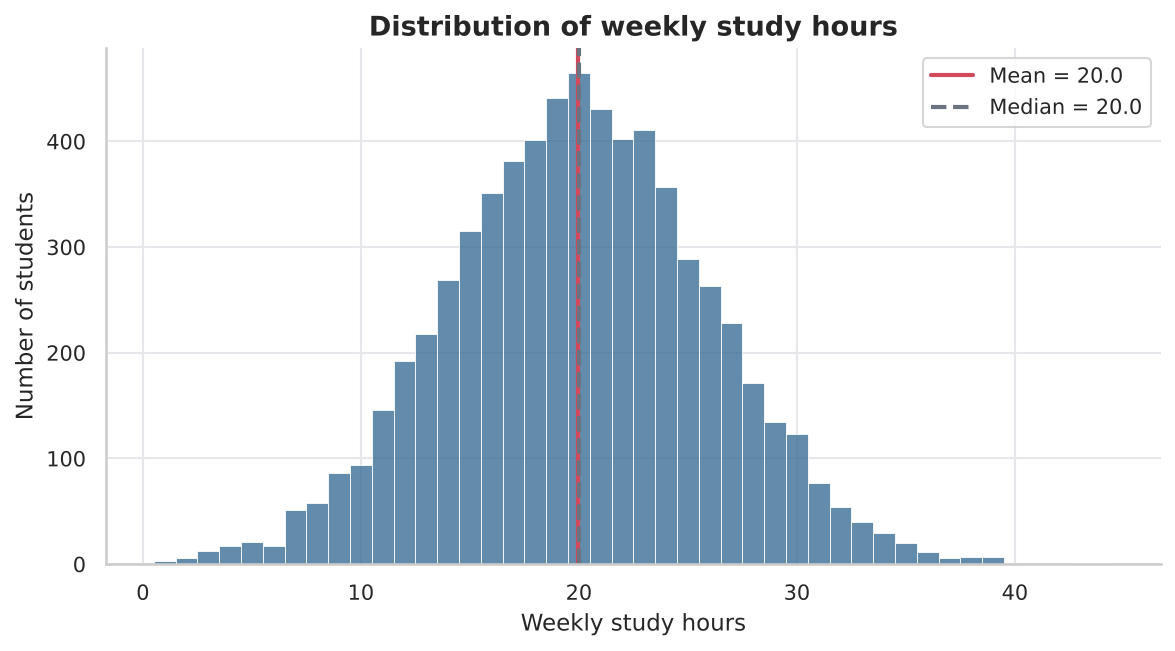 Distribution of weekly study hours
Mean = 20.0
Median = 20.0
Number of students
400
300
200
100
0
0 10 20 30 40
Weekly study hours